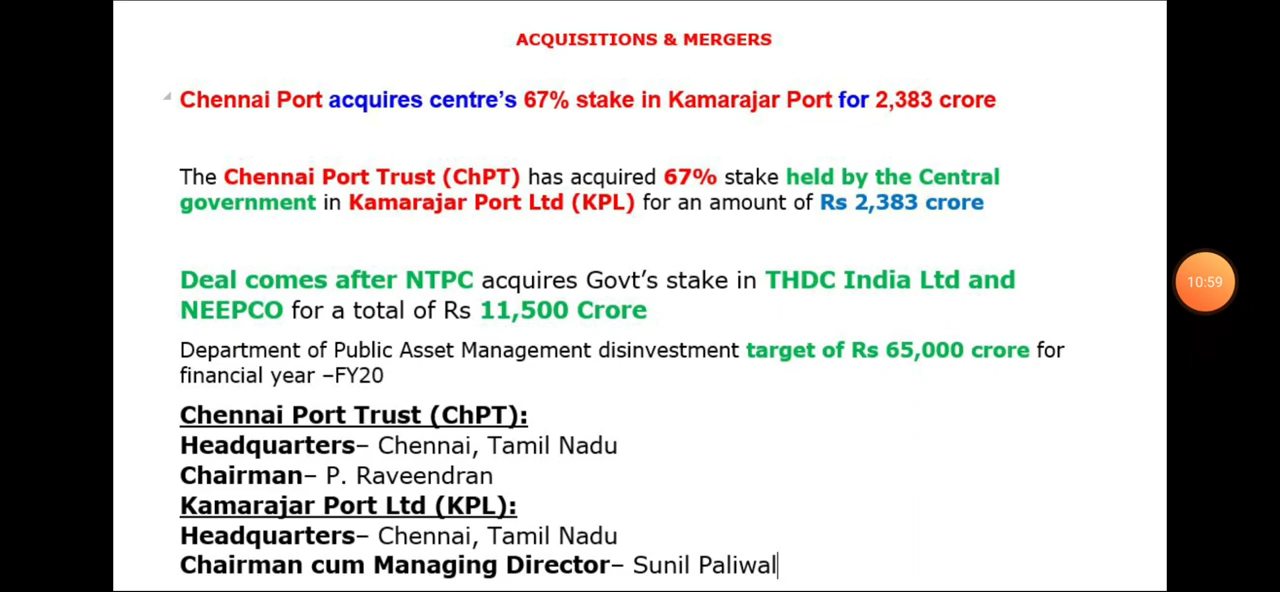 ACQUISITIONS & MERGERS
Chennai Port acquires centre's 67% stake in Kamarajar Port for 2,383 crore
The Chennai Port Trust (ChPT) has acquired 67% stake held by the Central
government in Kamarajar Port Ltd (KPL) for an amount of Rs 2,383 crore
Deal comes after NTPC acquires Govt's stake in THDC India Ltd and
NEEPCO for a total of Rs 11,500 Crore
Department of Public Asset Management disinvestment target of Rs 65,000 crore for
financial year –FY20
Chennai Port Trust (ChPT):
Headquarters– Chennai, Tamil Nadu
Chairman– P. Raveendran
Kamarajar Port Ltd (KPL):
Headquarters– Chennai, Tamil Nadu
Chairman cum Managing Director– Sunil Paliwal
10:59